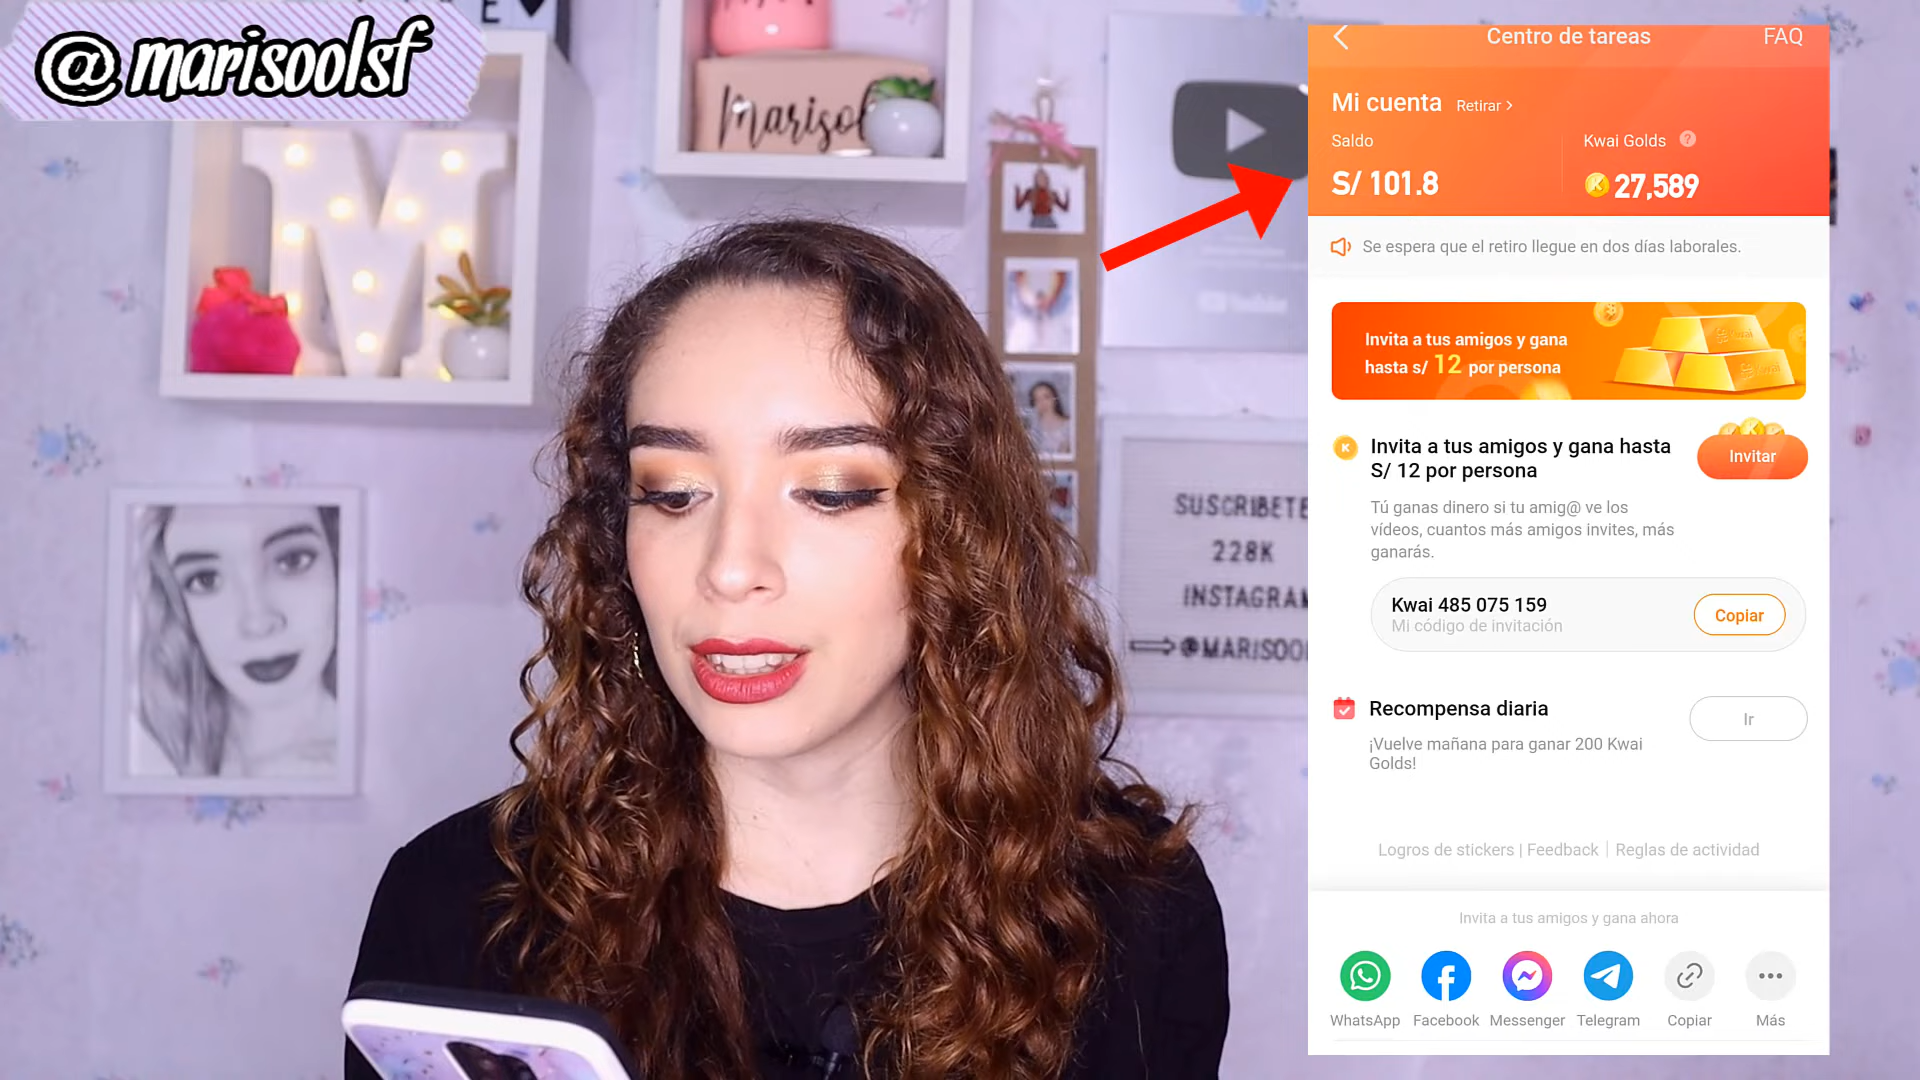 @marisoolsf
E
Marisol
YouTube
SUSCRIBETE
228K
INSTAGRAM
@MARISOO
Centro de tareas
FAQ
Mi cuenta Retirar >
Saldo
Kwai Golds ?
S/ 101.8
27,589
Se espera que el retiro llegue en dos días laborales.
Invita a tus amigos y gana
hasta s/ 12 por persona
Kwai
Kwai
Invita a tus amigos y gana hasta
S/ 12 por persona
Invitar
Tú ganas dinero si tu amig@ ve los
vídeos, cuantos más amigos invites, más
ganarás.
Kwai 485 075 159
Mi código de invitación
Copiar
Recompensa diaria
Ir
¡Vuelve mañana para ganar 200 Kwai
Golds!
Logros de stickers | Feedback | Reglas de actividad
Invita a tus amigos y gana ahora
WhatsApp Facebook Messenger Telegram Copiar Más